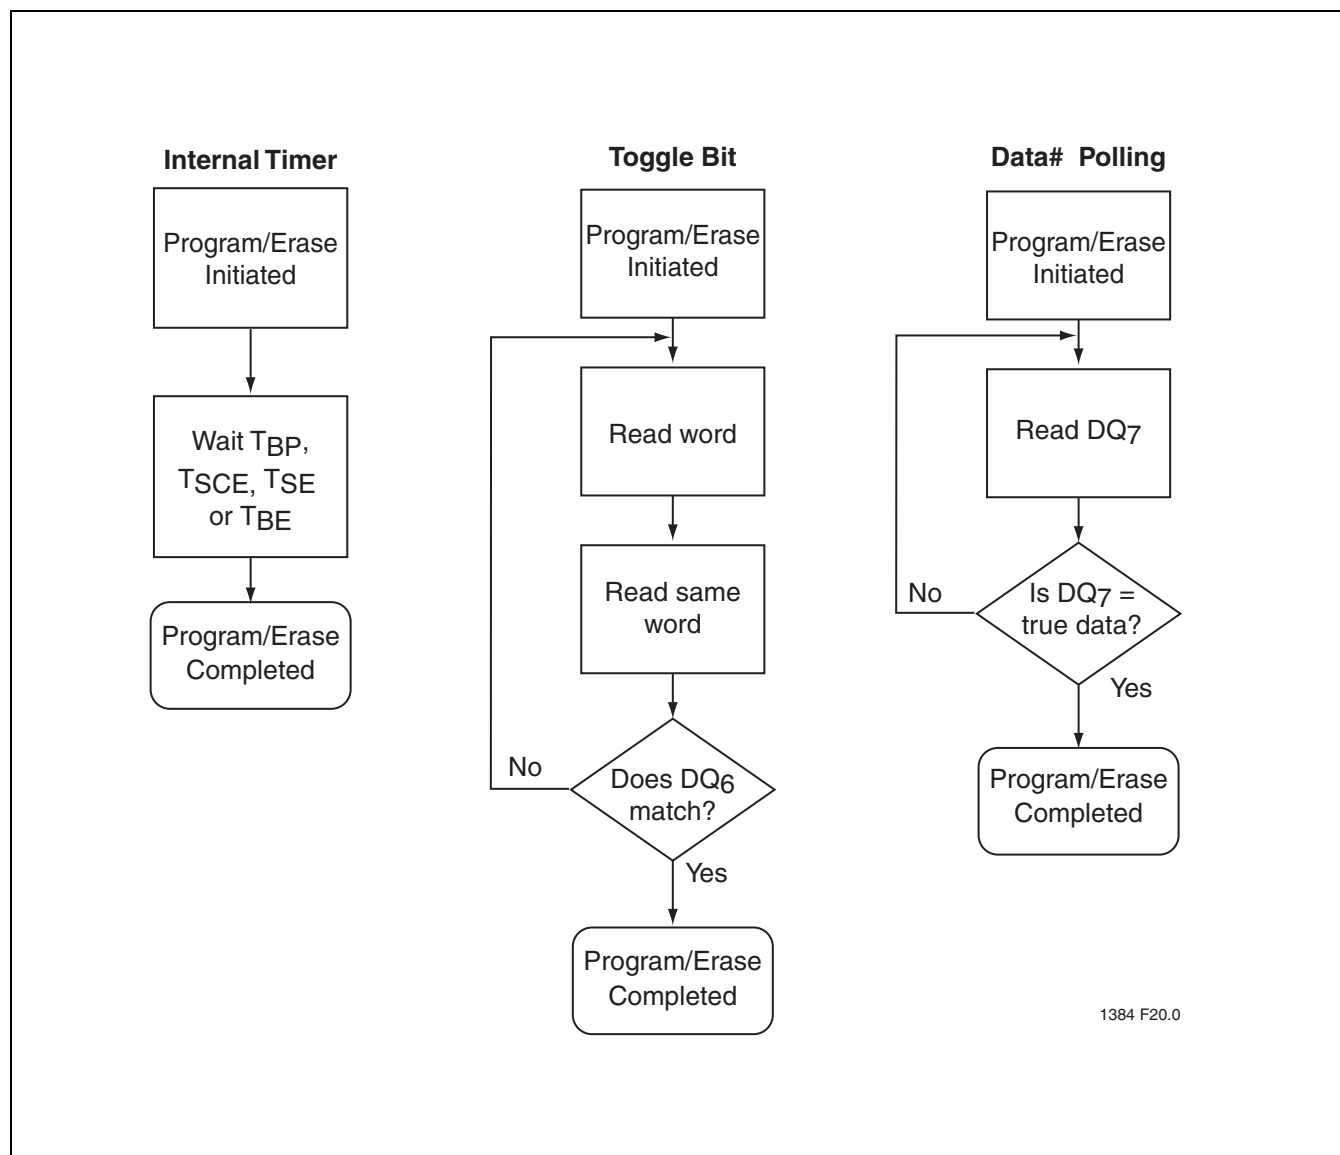 Internal Timer
Program/Erase
Initiated
Wait TBP,
TSCE, TSE
or TBE
Program/Erase
Completed
Toggle Bit
Program/Erase
Initiated
Read word
Read same
word
Does DQ6
match?
No
Yes
Program/Erase
Completed
Data# Polling
Program/Erase
Initiated
Read DQ7
Is DQ7 =
true data?
No
Yes
Program/Erase
Completed
1384 F20.0